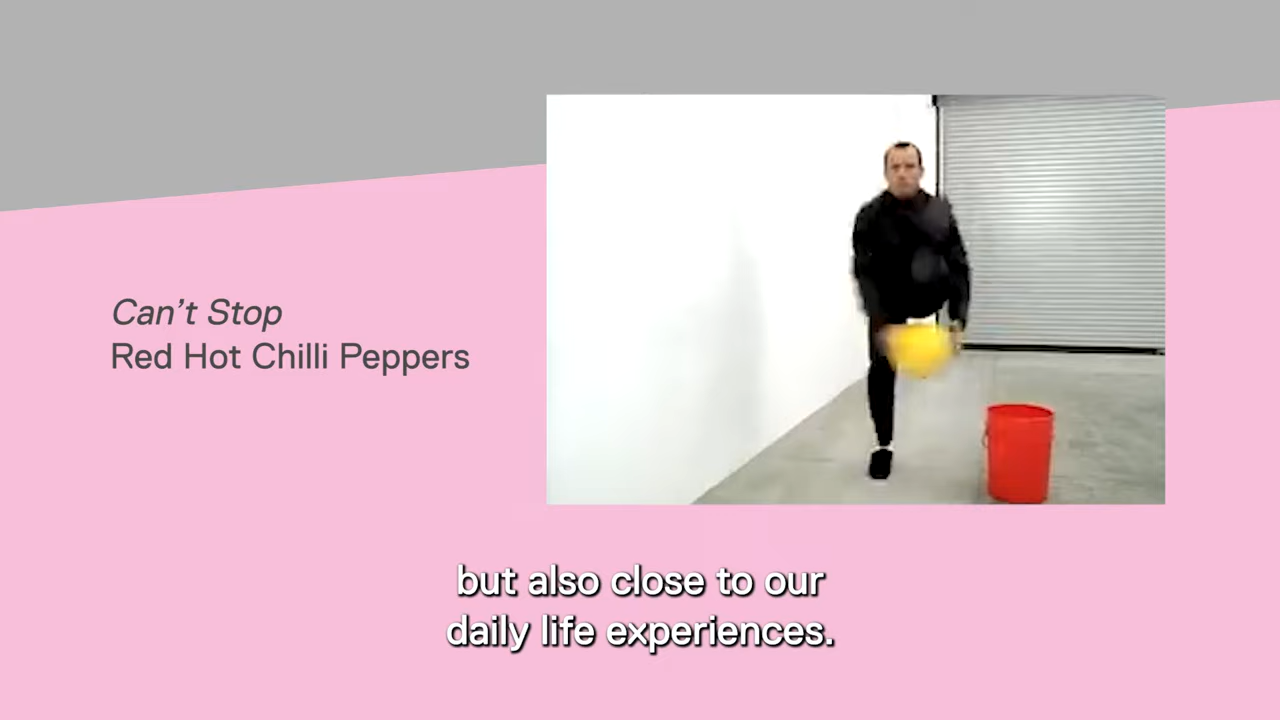 Can’t Stop
Red Hot Chilli Peppers
but also close to our
daily life experiences.